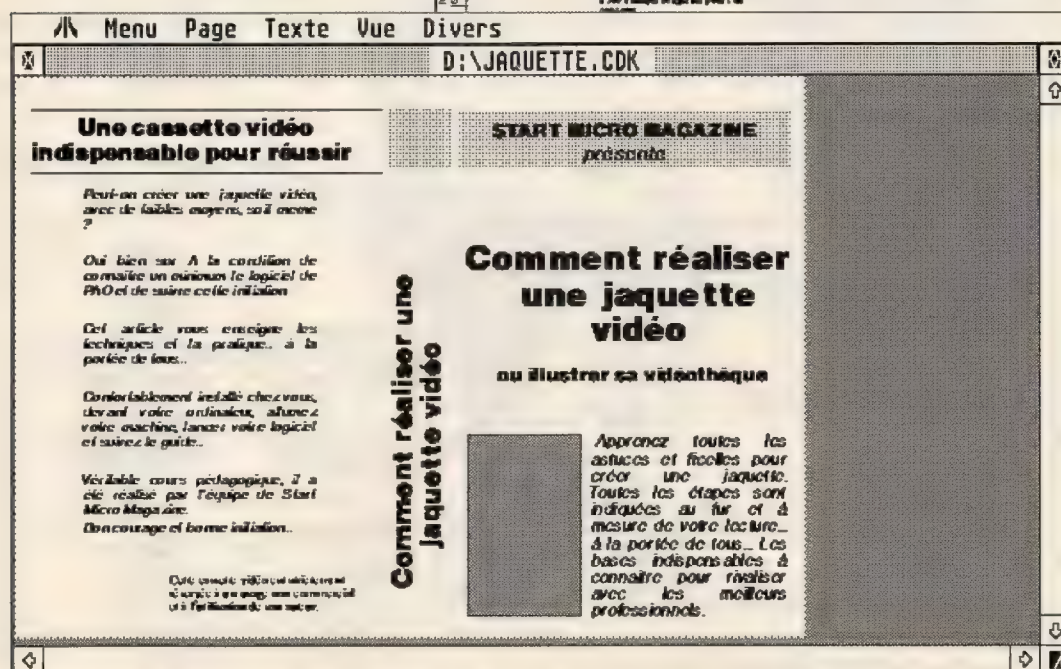 Menu Page Texte Vue Divers
D:\JAQUETTE.CDK
Une cassette vidéo
indispensable pour réussir
Peut-on créer une jaquette vidéo,
avec de faibles moyens, soi meme
?
Oui bien sur A la condition de
connaitre un minimum le logiciel de
PAO et de suivre cette initiation
Cet article vous enseigne les
techniques et la pratique.. à la
portée de tous..
Confortablement installé chez vous,
devant votre ordinateur, allumez
votre machine, lancez votre logiciel
et suivez le guide..
Véritable cours pédagogique, il a
été réalisé par l'équipe de Start
Micro Magazine.
Bon courage et bonne initiation..
Comment réaliser une
jaquette vidéo
START MICRO MAGAZINE
présente
Comment réaliser
une jaquette
vidéo
ou illustrer sa vidéothèque
Apprenez toutes les
astuces et ficelles pour
créer une jaquette.
Toutes les étapes sont
indiquées au fur et à
mesure de votre lecture...
à la portée de tous... Les
bases indispensables à
connaitre pour rivaliser
avec les meilleurs
professionnels.